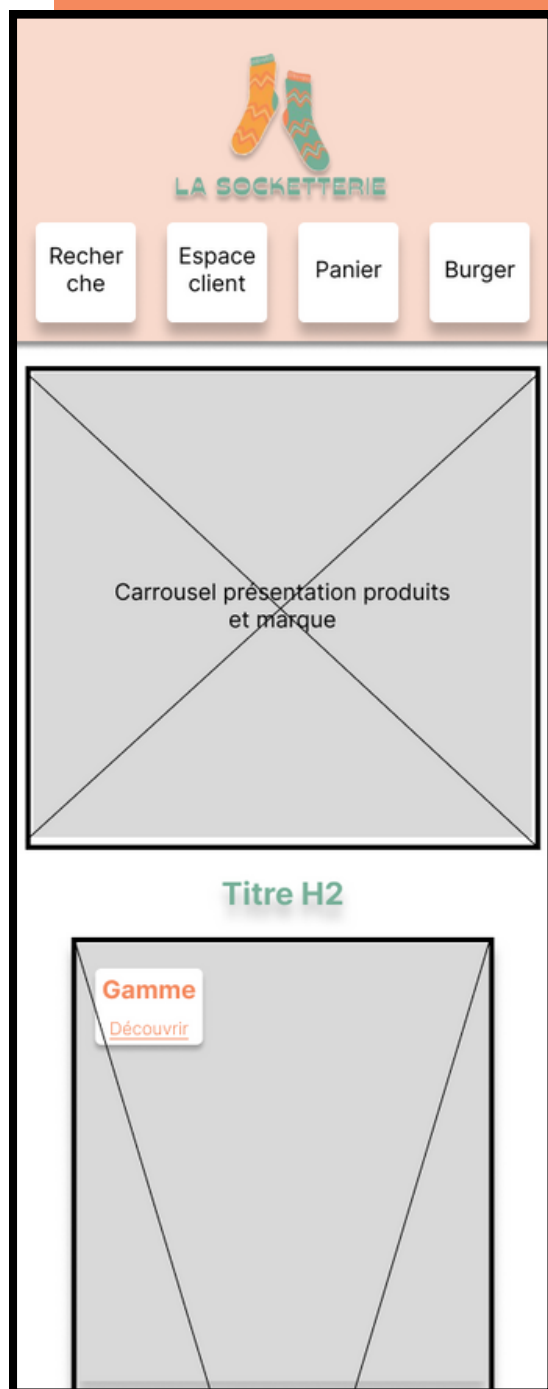 LA SOCKETTERIE
Recher
che
Espace
client
Panier
Burger
Carrousel présentation produits
et marque
Titre H2
Gamme
Découvrir